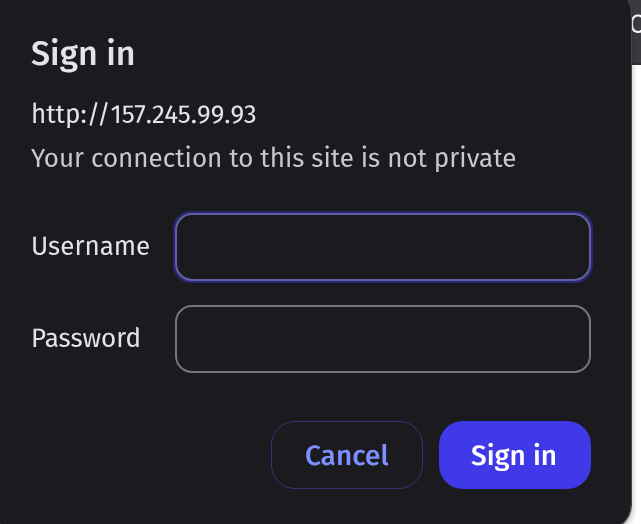 Sign in
http://157.245.99.93
Your connection to this site is not private
Username
Password
Cancel
Sign in